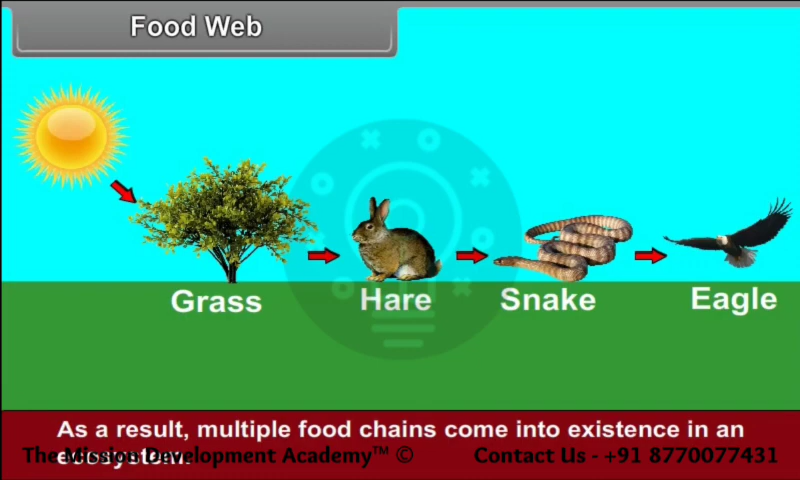 Food Web
Grass
Hare
Snake
Eagle
As a result, multiple food chains come into existence in an
ecosystem.
The Mission Development Academy™ ©
Contact Us - +91 8770077431